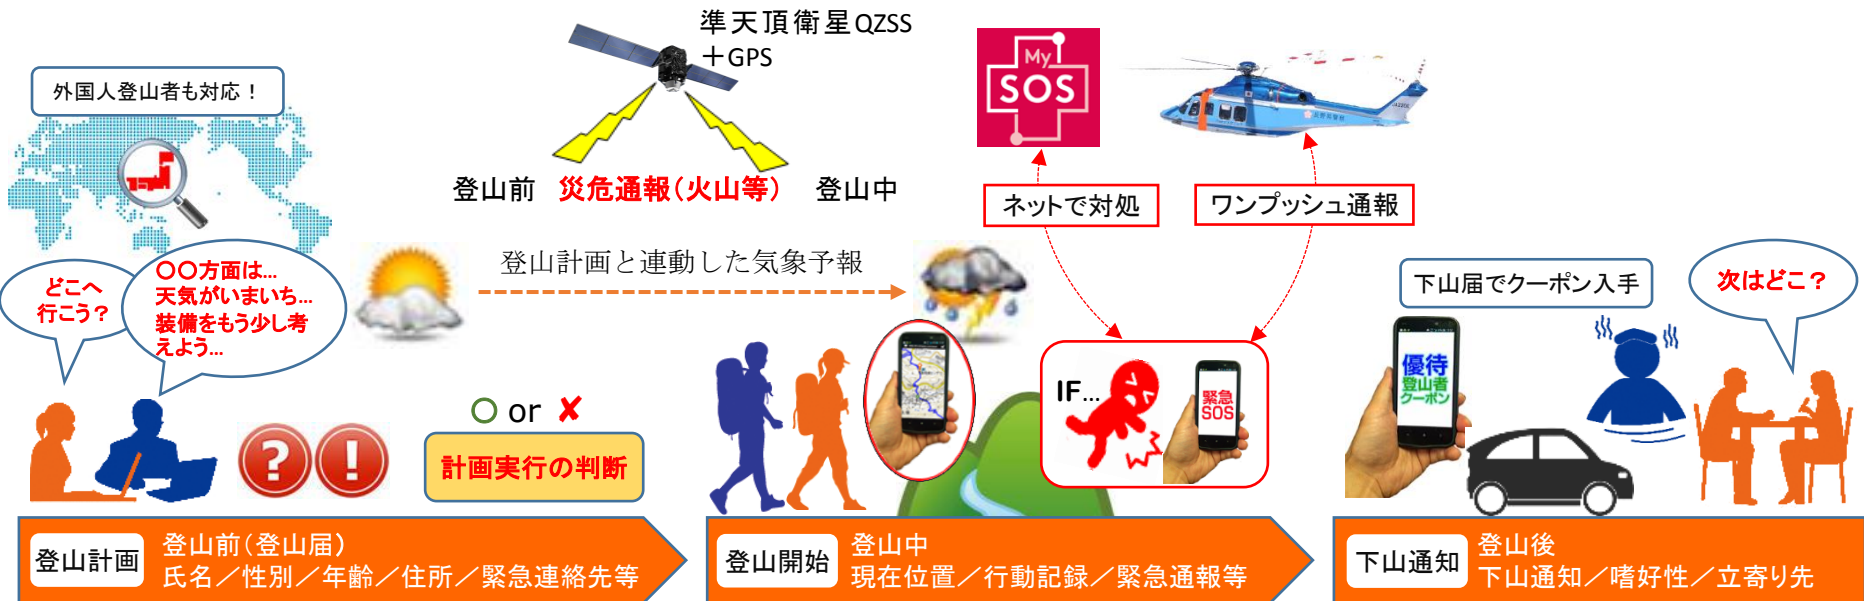 準天頂衛星QZSS
＋GPS
My
SOS
外国人登山者も対応！
登山前　災危通報（火山等）　登山中
ネットで対処
ワンプッシュ通報
登山計画と連動した気象予報
どこへ
行こう？
〇〇方面は…
天気がいまいち…
装備をもう少し考
えよう…
下山届でクーポン入手
次はどこ？
IF…
緊急
SOS
優待
登山者
クーポン
? !
〇 or ✘
計画実行の判断
登山計画
登山前（登山届）
氏名／性別／年齢／住所／緊急連絡先等
登山開始
登山中
現在位置／行動記録／緊急通報等
下山通知
登山後
下山通知／嗜好性／立寄り先